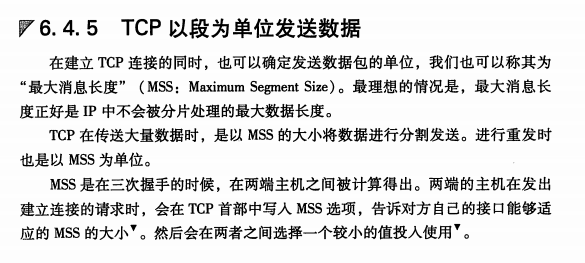 6.4.5 TCP 以段为单位发送数据
在建立 TCP 连接的同时，也可以确定发送数据包的单位，我们也可以称其为
“最大消息长度”（MSS：Maximum Segment Size）。最理想的情况是，最大消息长
度正好是 IP 中不会被分片处理的最大数据长度。
TCP 在传送大量数据时，是以 MSS 的大小将数据进行分割发送。进行重发时
也是以 MSS 为单位。
MSS 是在三次握手的时候，在两端主机之间被计算得出。两端的主机在发出
建立连接的请求时，会在 TCP 首部中写入 MSS 选项，告诉对方自己的接口能够适
应的 MSS 的大小▼。然后会在两者之间选择一个较小的值投入使用▼。